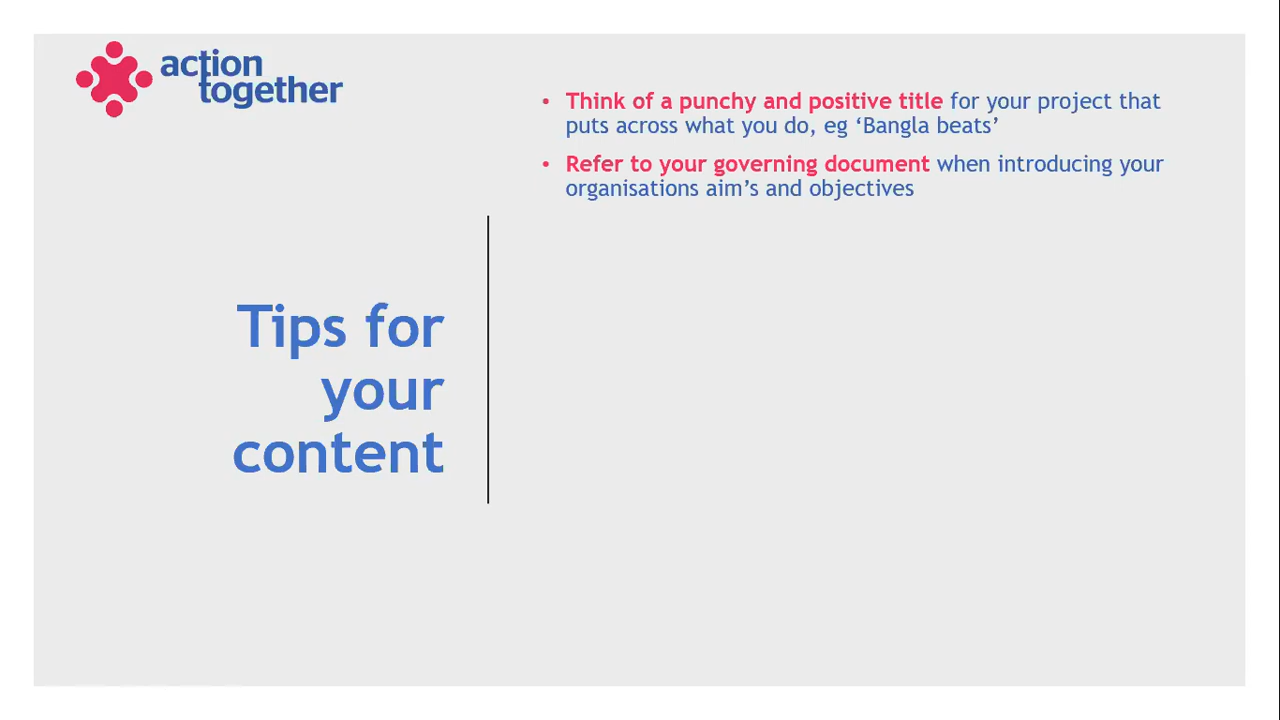 action
together
• Think of a punchy and positive title for your project that
puts across what you do, eg ‘Bangla beats’
• Refer to your governing document when introducing your
organisations aim’s and objectives
Tips for
your
content